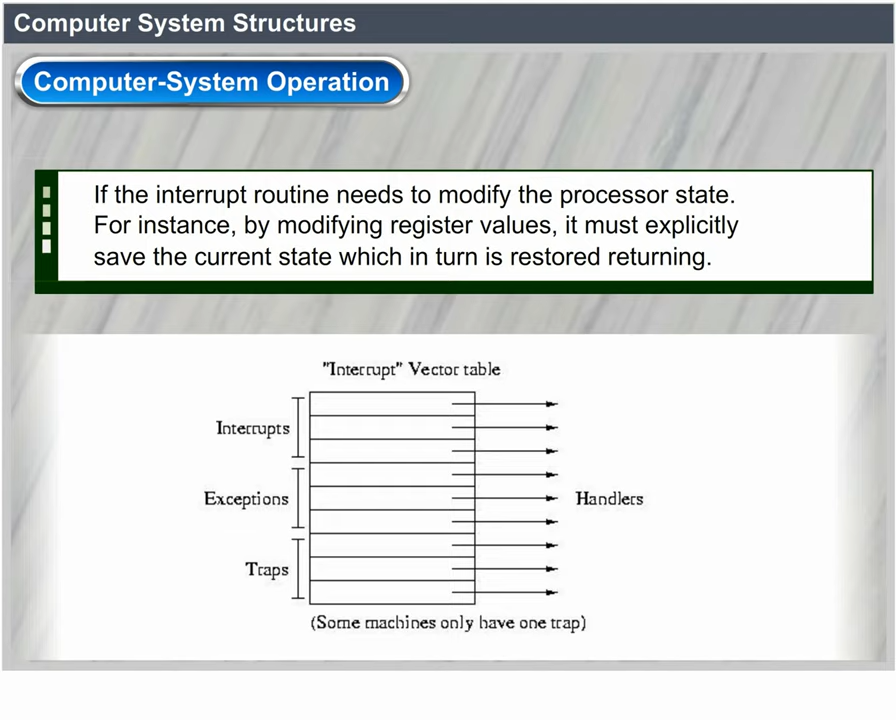 Computer System Structures
Computer-System Operation
If the interrupt routine needs to modify the processor state.
For instance, by modifying register values, it must explicitly
save the current state which in turn is restored returning.
"Interrupt" Vector table
Interrupts
Exceptions
Handlers
Traps
(Some machines only have one trap)